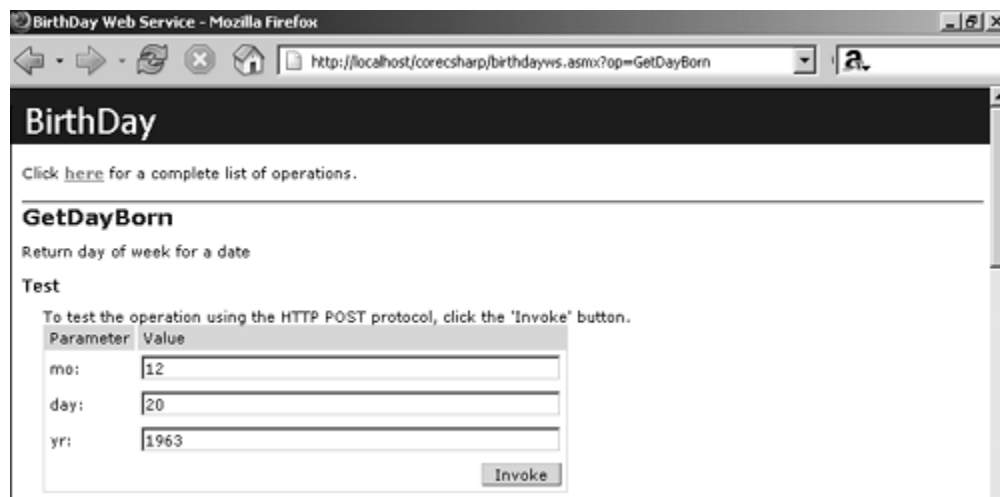 BirthDay Web Service - Mozilla Firefox
http://localhost/corecsharp/birthdayws.asmx?op=GetDayBorn
a.
BirthDay
Click here for a complete list of operations.
GetDayBorn
Return day of week for a date
Test
To test the operation using the HTTP POST protocol, click the 'Invoke' button.
Parameter Value
mo: 12
day: 20
yr: 1963
Invoke